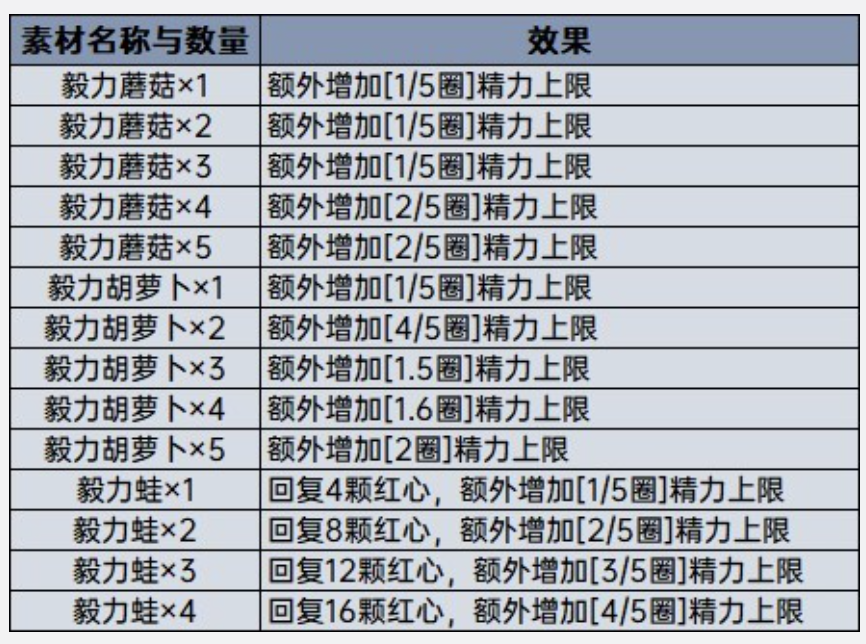 素材名称与数量 效果
毅力蘑菇×1 额外增加[1/5圈]精力上限
毅力蘑菇×2 额外增加[1/5圈]精力上限
毅力蘑菇×3 额外增加[1/5圈]精力上限
毅力蘑菇×4 额外增加[2/5圈]精力上限
毅力蘑菇×5 额外增加[2/5圈]精力上限
毅力胡萝卜×1 额外增加[1/5圈]精力上限
毅力胡萝卜×2 额外增加[4/5圈]精力上限
毅力胡萝卜×3 额外增加[1.5圈]精力上限
毅力胡萝卜×4 额外增加[1.6圈]精力上限
毅力胡萝卜×5 额外增加[2圈]精力上限
毅力蛙×1 回复4颗红心，额外增加[1/5圈]精力上限
毅力蛙×2 回复8颗红心，额外增加[2/5圈]精力上限
毅力蛙×3 回复12颗红心，额外增加[3/5圈]精力上限
毅力蛙×4 回复16颗红心，额外增加[4/5圈]精力上限